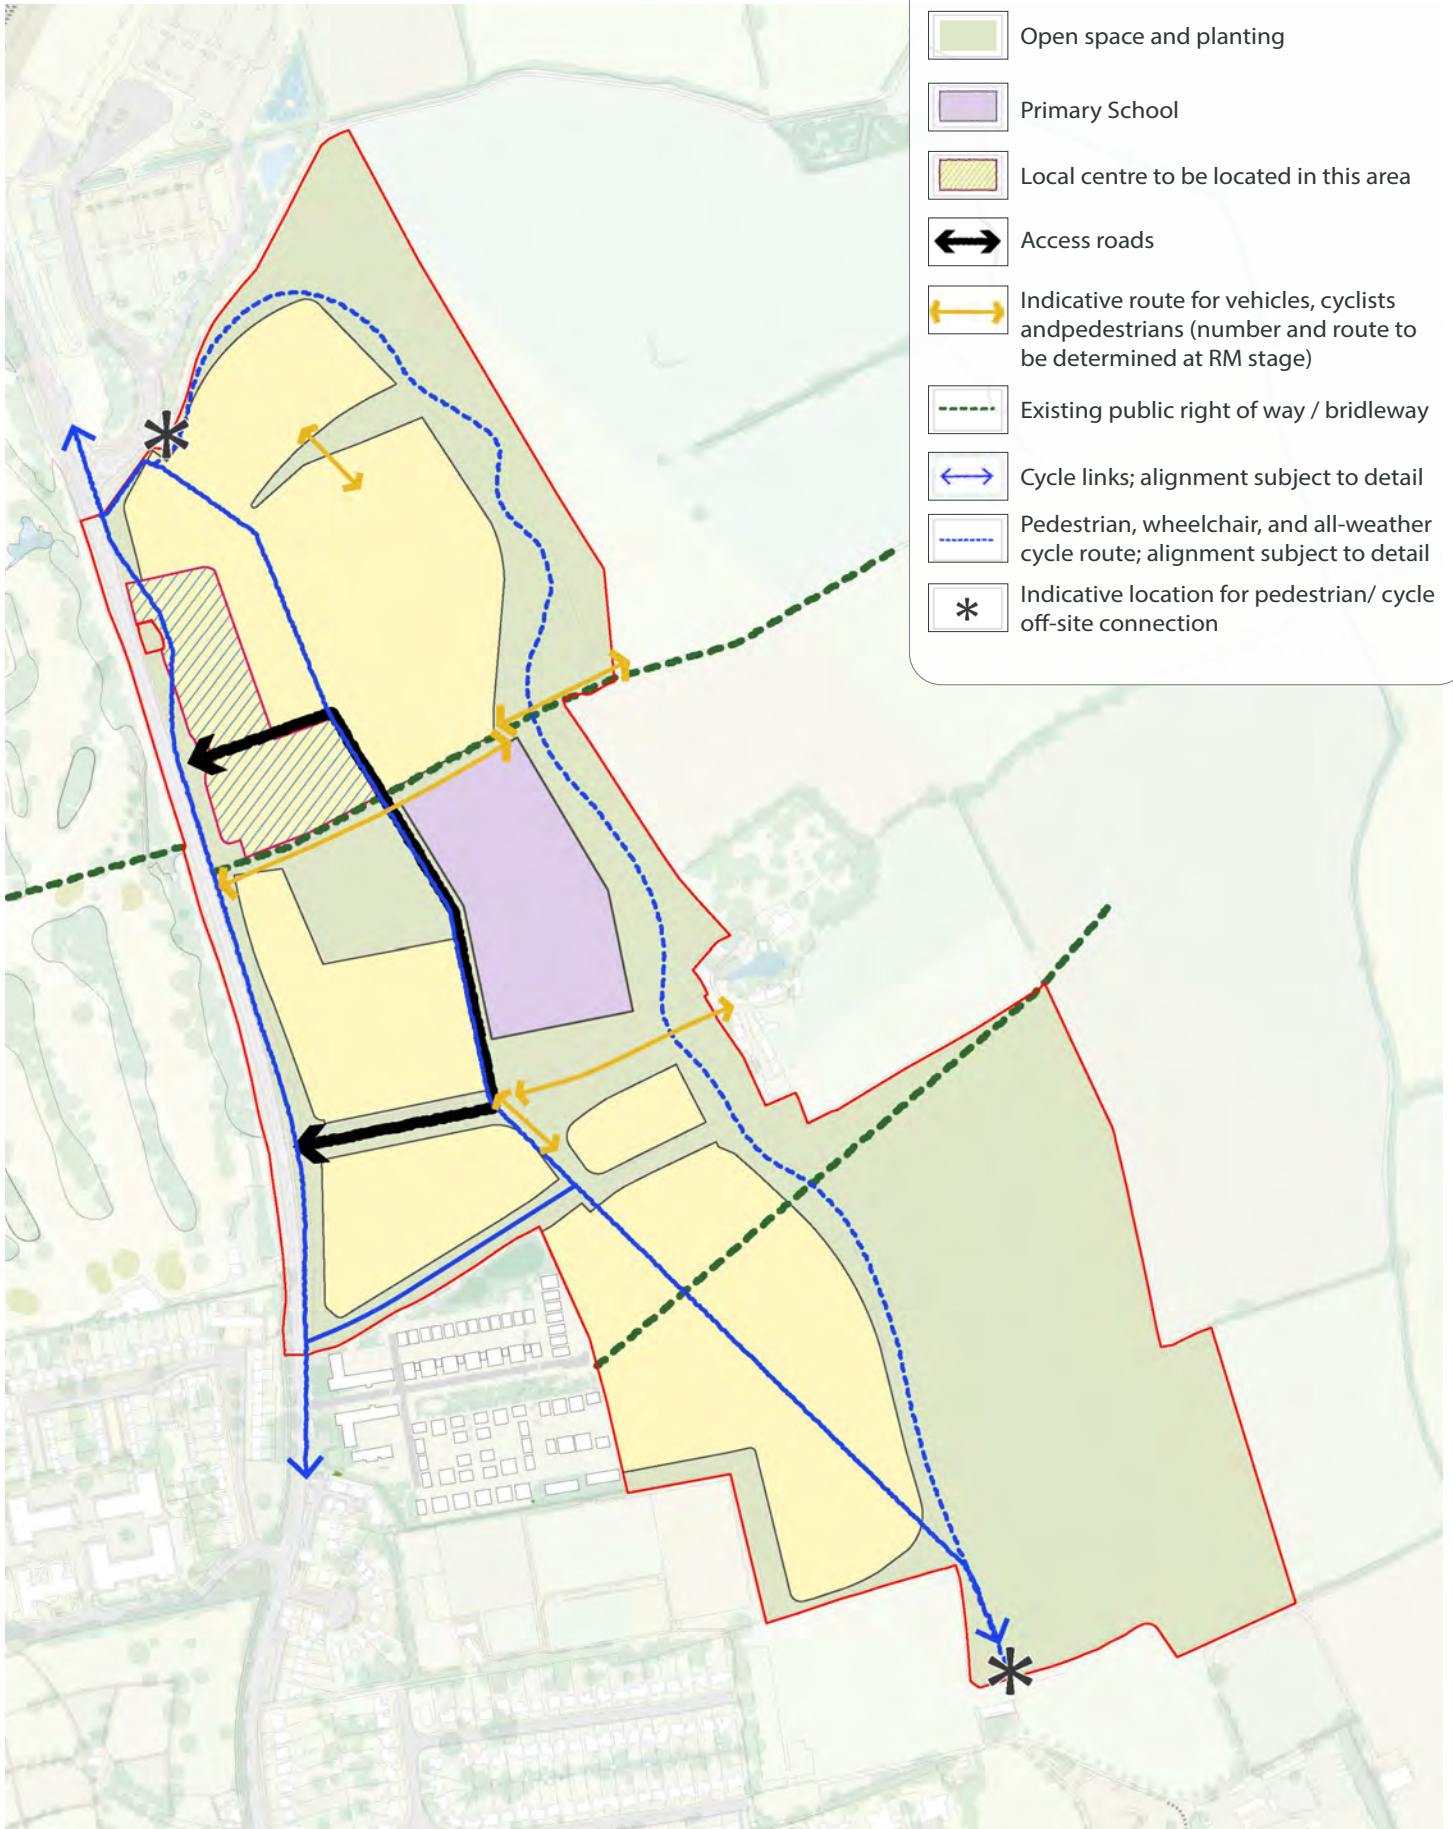 Open space and planting
Primary School
Local centre to be located in this area
Access roads
Indicative route for vehicles, cyclists
andpedestrians (number and route to
be determined at RM stage)
Existing public right of way / bridleway
Cycle links; alignment subject to detail
Pedestrian, wheelchair, and all-weather
cycle route; alignment subject to detail
Indicative location for pedestrian/ cycle
off-site connection